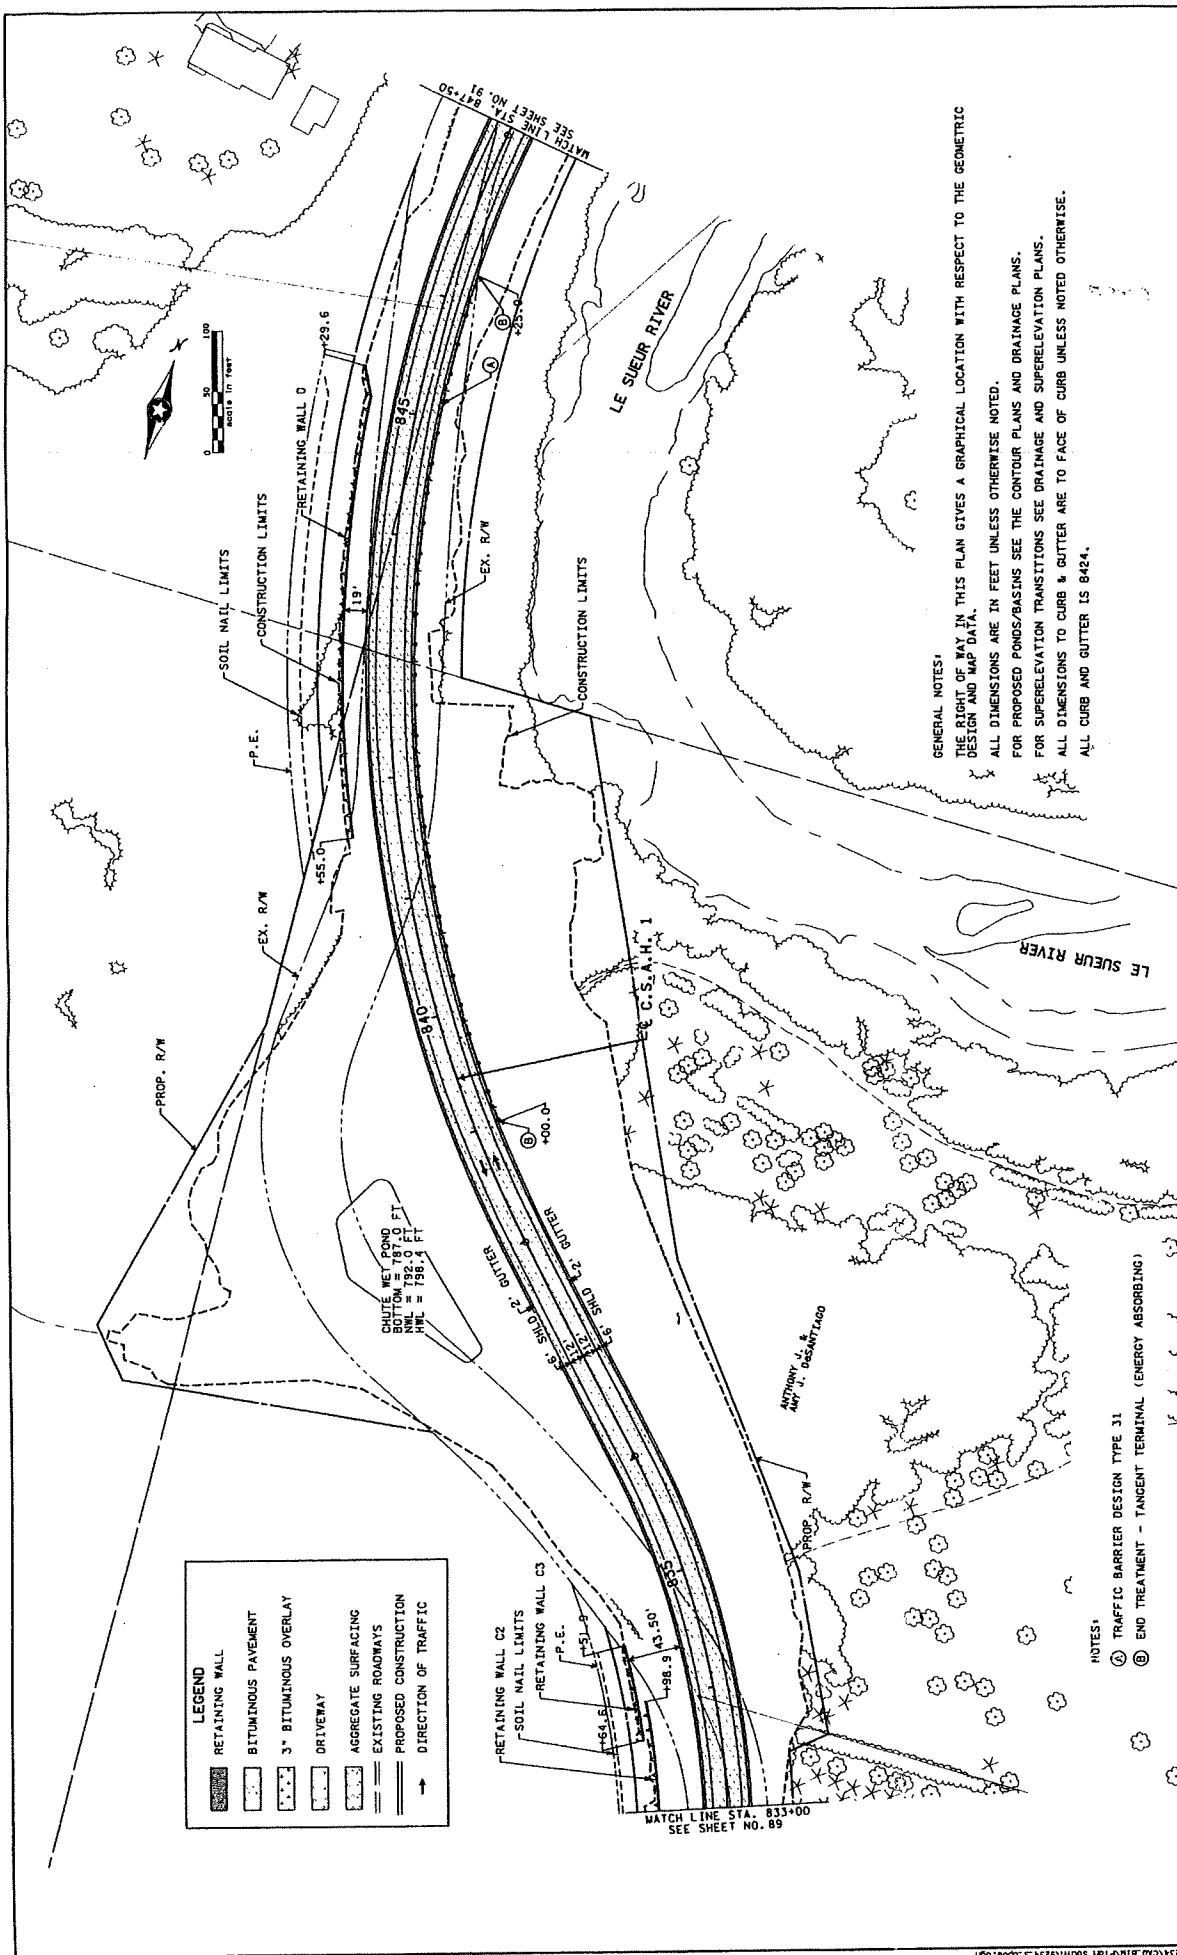 LEGEND
RETAINING WALL
BITUMINOUS PAVEMENT
3" BITUMINOUS OVERLAY
DRIVEWAY
AGGREGATE SURFACING
EXISTING ROADWAYS
PROPOSED CONSTRUCTION
DIRECTION OF TRAFFIC
MATCH LINE STA. 833+00
SEE SHEET NO. 89
RETAINING WALL C2
SOIL NAIL LIMITS
RETAINING WALL C3
P.E.
+64.6
+51.9
+98.9
43.50'
835
PROP. R/W
ANTHONY J. &
AMY J. DeSANTIAGO
CHUTE WET POND
BOTTOM = 787.0 FT
NWL = 792.0 FT
HWL = 798.4 FT
6' SHLD
2' GUTTER
12'
12'
6' SHLD
2' GUTTER
B
+00.0
PROP. R/W
840
C.S.A.H. 1
EX. R/W
+55.0
P.E.
SOIL NAIL LIMITS
CONSTRUCTION LIMITS
RETAINING WALL D
19'
+29.6
CONSTRUCTION LIMITS
EX. R/W
845
A
B
+25.0
LE SUEUR RIVER
LE SUEUR RIVER
0 50 100
scale in feet
MATCH LINE STA. 847+50
SEE SHEET NO. 91
GENERAL NOTES:
THE RIGHT OF WAY IN THIS PLAN GIVES A GRAPHICAL LOCATION WITH RESPECT TO THE GEOMETRIC
DESIGN AND MAP DATA.
ALL DIMENSIONS ARE IN FEET UNLESS OTHERWISE NOTED.
FOR PROPOSED PONDS/BASINS SEE THE CONTOUR PLANS AND DRAINAGE PLANS.
FOR SUPERELEVATION TRANSITIONS SEE DRAINAGE AND SUPERELEVATION PLANS.
ALL DIMENSIONS TO CURB & GUTTER ARE TO FACE OF CURB UNLESS NOTED OTHERWISE.
ALL CURB AND GUTTER IS B424.
NOTES:
A TRAFFIC BARRIER DESIGN TYPE 31
B END TREATMENT - TANGENT TERMINAL (ENERGY ABSORBING)